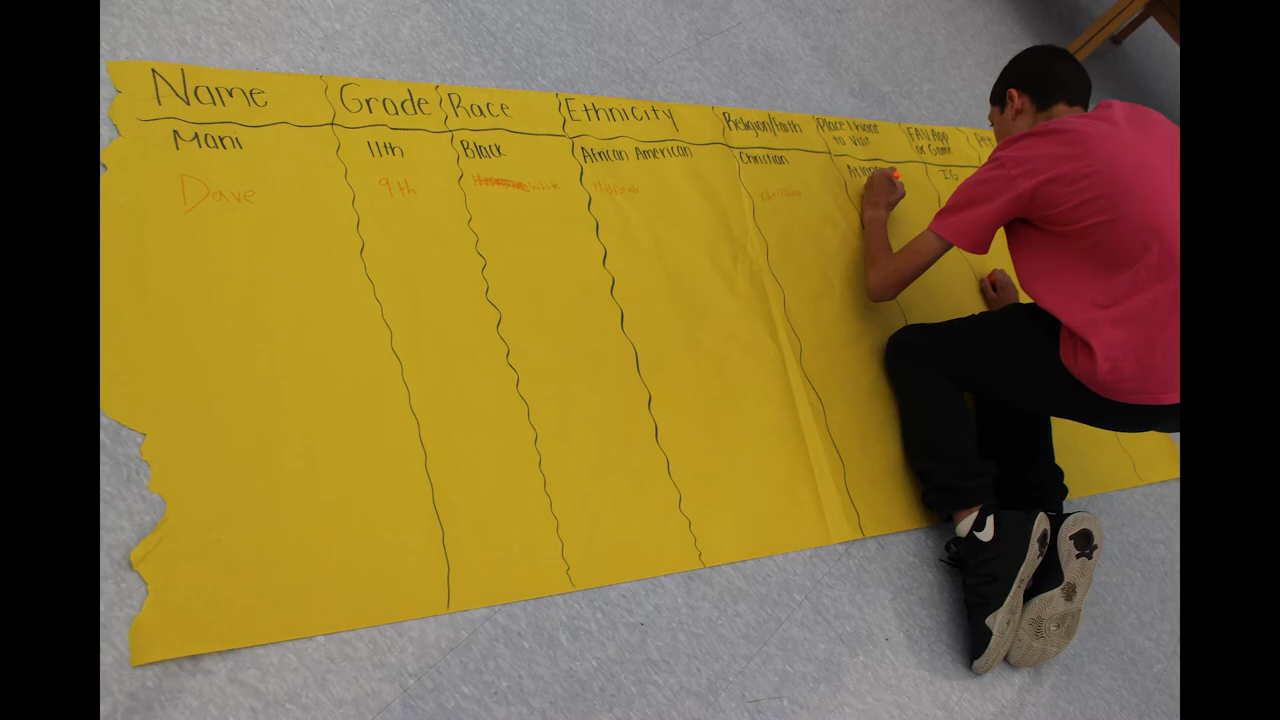 Name Grade Race Ethnicity Religion/Faith Place I Want to Visit FAV App or Game
Mani 11th Black African American Christian IG
Dave 9th White